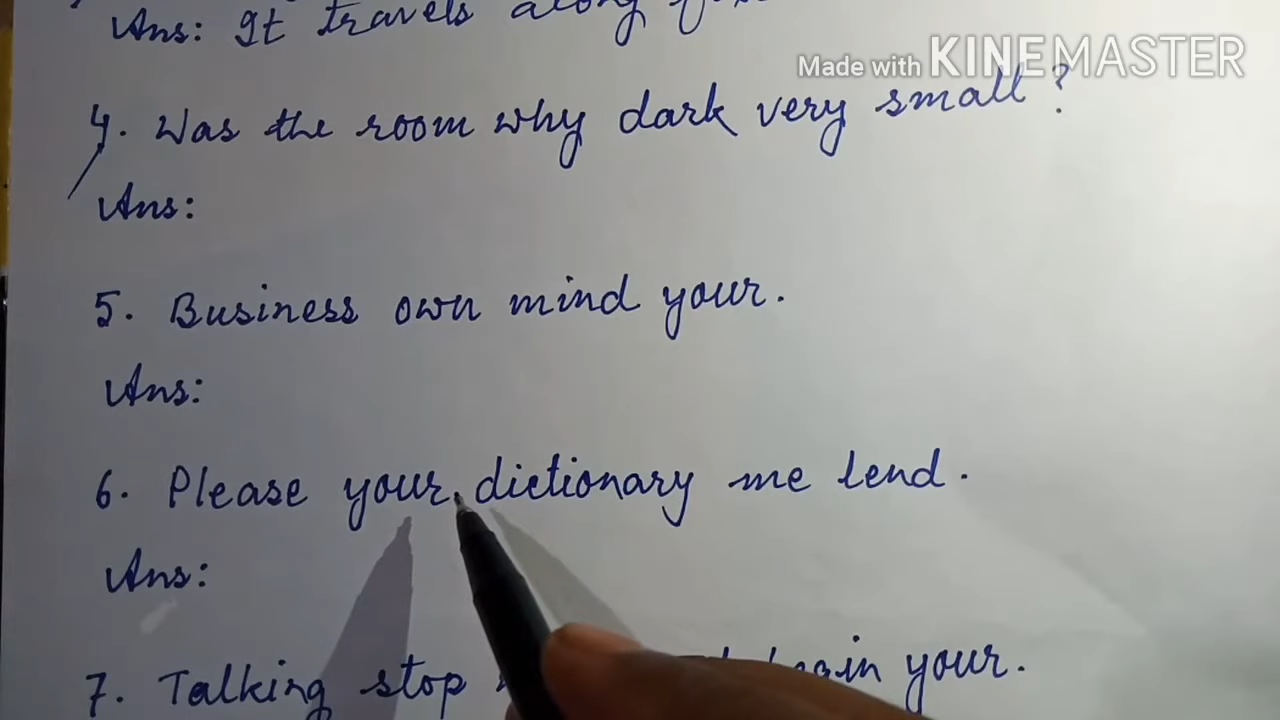 Ans: It travels along
Made with KINEMASTER
4. Was the room why dark very small?
Ans:
5. Business own mind your.
Ans:
6. Please your dictionary me lend.
Ans:
7. Talking stop your.